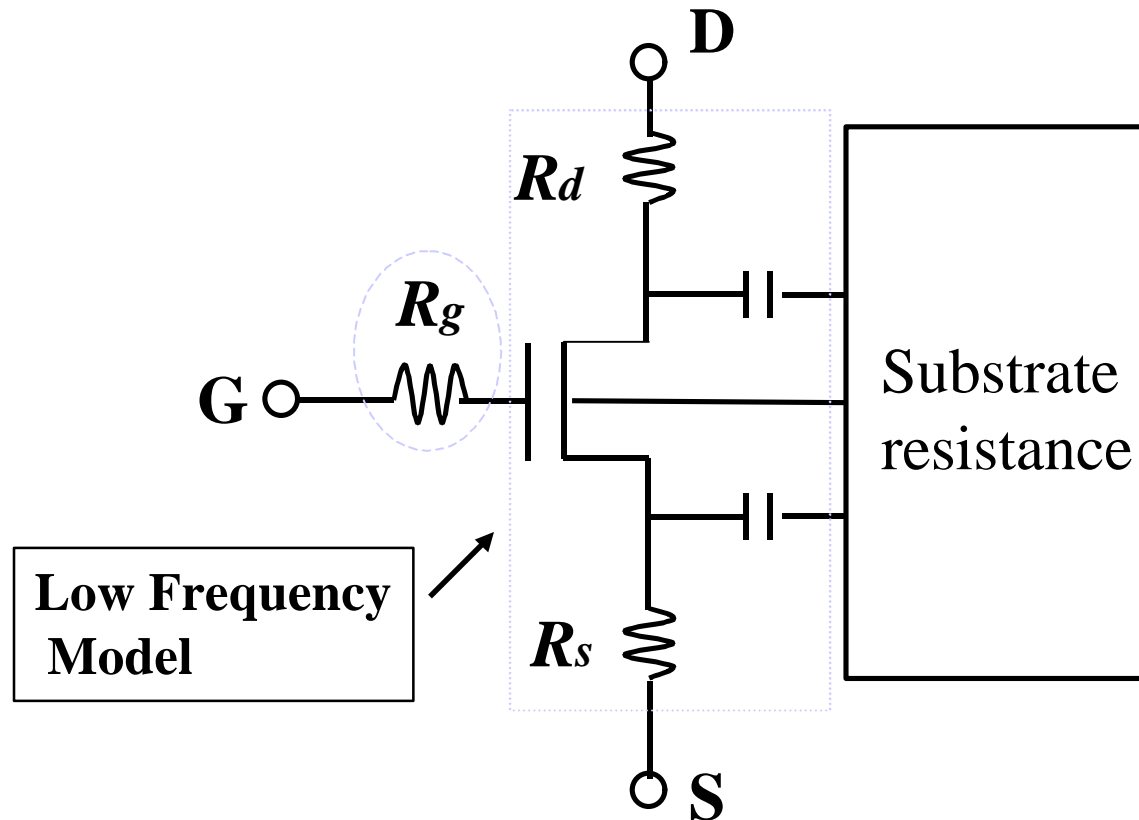 D
Rd
Rg
G
Substrate
resistance
Low Frequency
Model
Rs
S